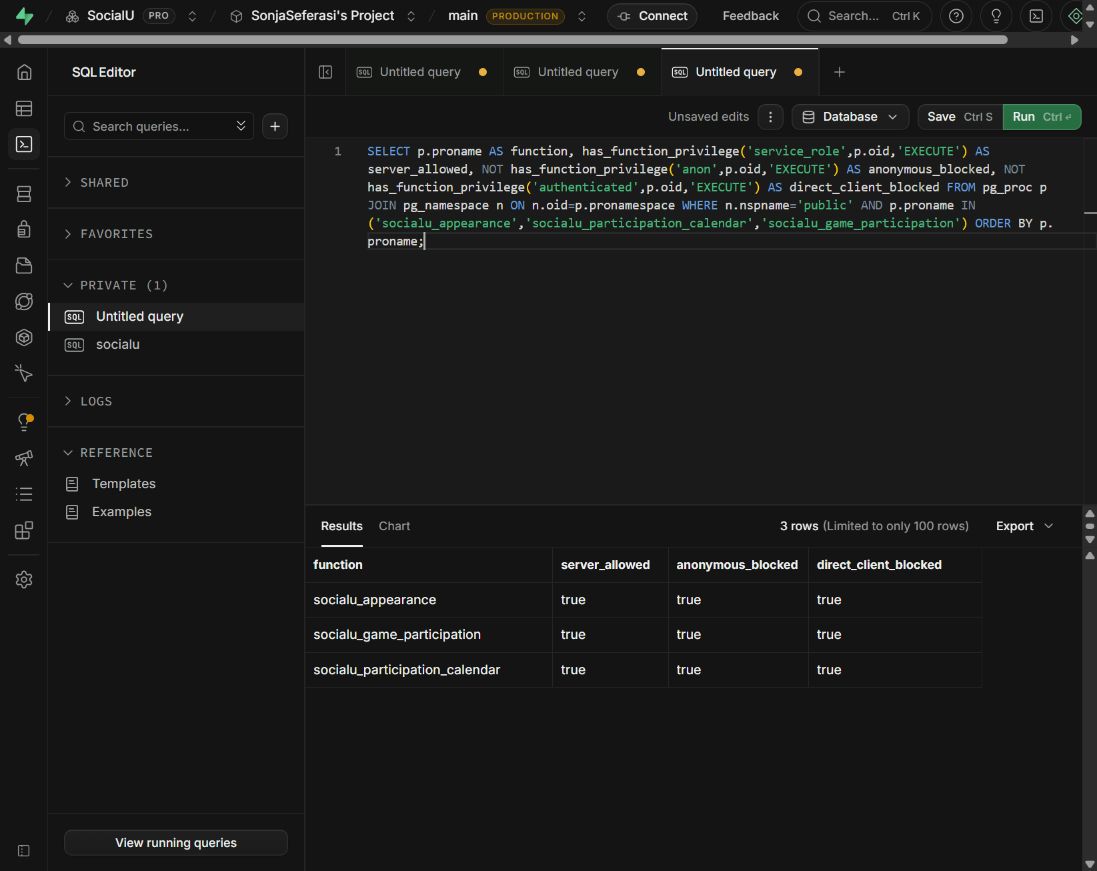 SocialU PRO SonjaSeferasi's Project main PRODUCTION Connect Feedback Search... Ctrl K
SQL Editor
SQL Untitled query SQL Untitled query SQL Untitled query
Search queries...
Unsaved edits Database Save Ctrl S Run Ctrl ↵
SHARED
FAVORITES
PRIVATE (1)
SQL Untitled query
SQL socialu
LOGS
REFERENCE
Templates
Examples
View running queries
1 SELECT p.proname AS function, has_function_privilege('service_role',p.oid,'EXECUTE') AS
server_allowed, NOT has_function_privilege('anon',p.oid,'EXECUTE') AS anonymous_blocked, NOT
has_function_privilege('authenticated',p.oid,'EXECUTE') AS direct_client_blocked FROM pg_proc p
JOIN pg_namespace n ON n.oid=p.pronamespace WHERE n.nspname='public' AND p.proname IN
('socialu_appearance','socialu_participation_calendar','socialu_game_participation') ORDER BY p.
proname;
Results Chart 3 rows (Limited to only 100 rows) Export
function server_allowed anonymous_blocked direct_client_blocked
socialu_appearance true true true
socialu_game_participation true true true
socialu_participation_calendar true true true